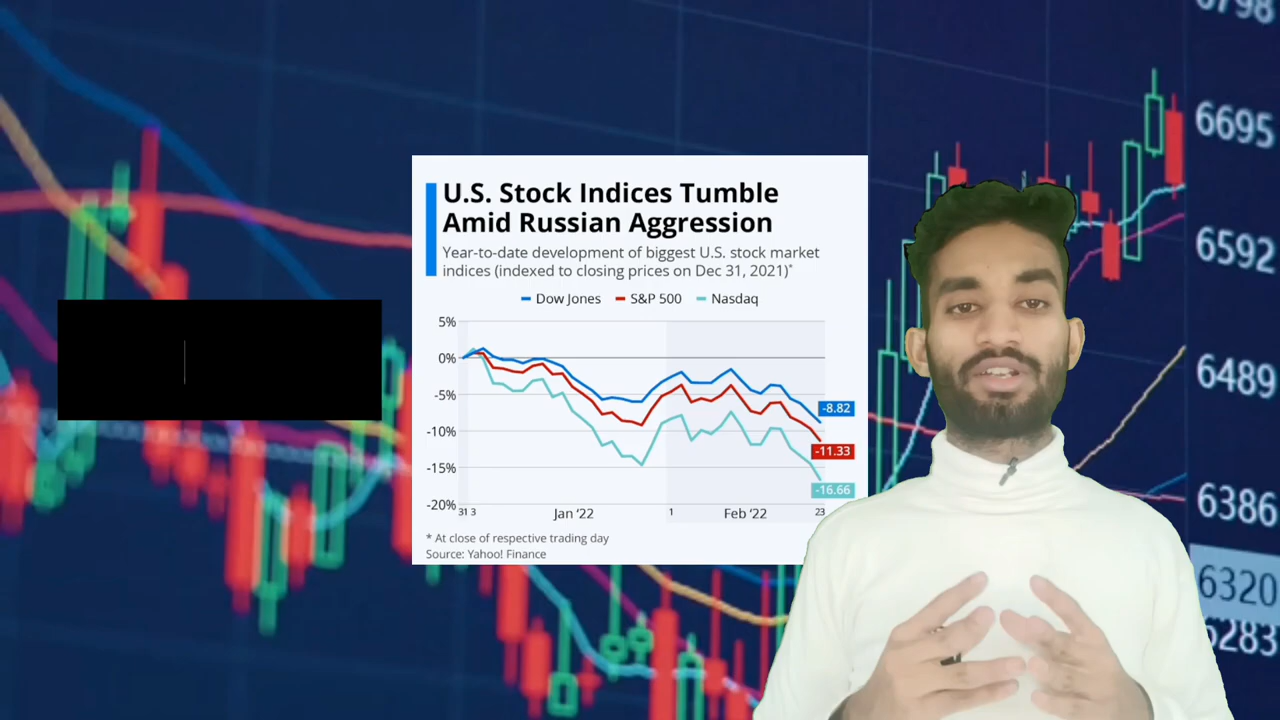 6798
6695
6592
6489
6386
6320
6283
U.S. Stock Indices Tumble
Amid Russian Aggression
Year-to-date development of biggest U.S. stock market
indices (indexed to closing prices on Dec 31, 2021)*
Dow Jones S&P 500 Nasdaq
5%
0%
-5%
-10%
-15%
-20%
-8.82
-11.33
-16.66
31 3 Jan '22 1 Feb '22 23
* At close of respective trading day
Source: Yahoo! Finance